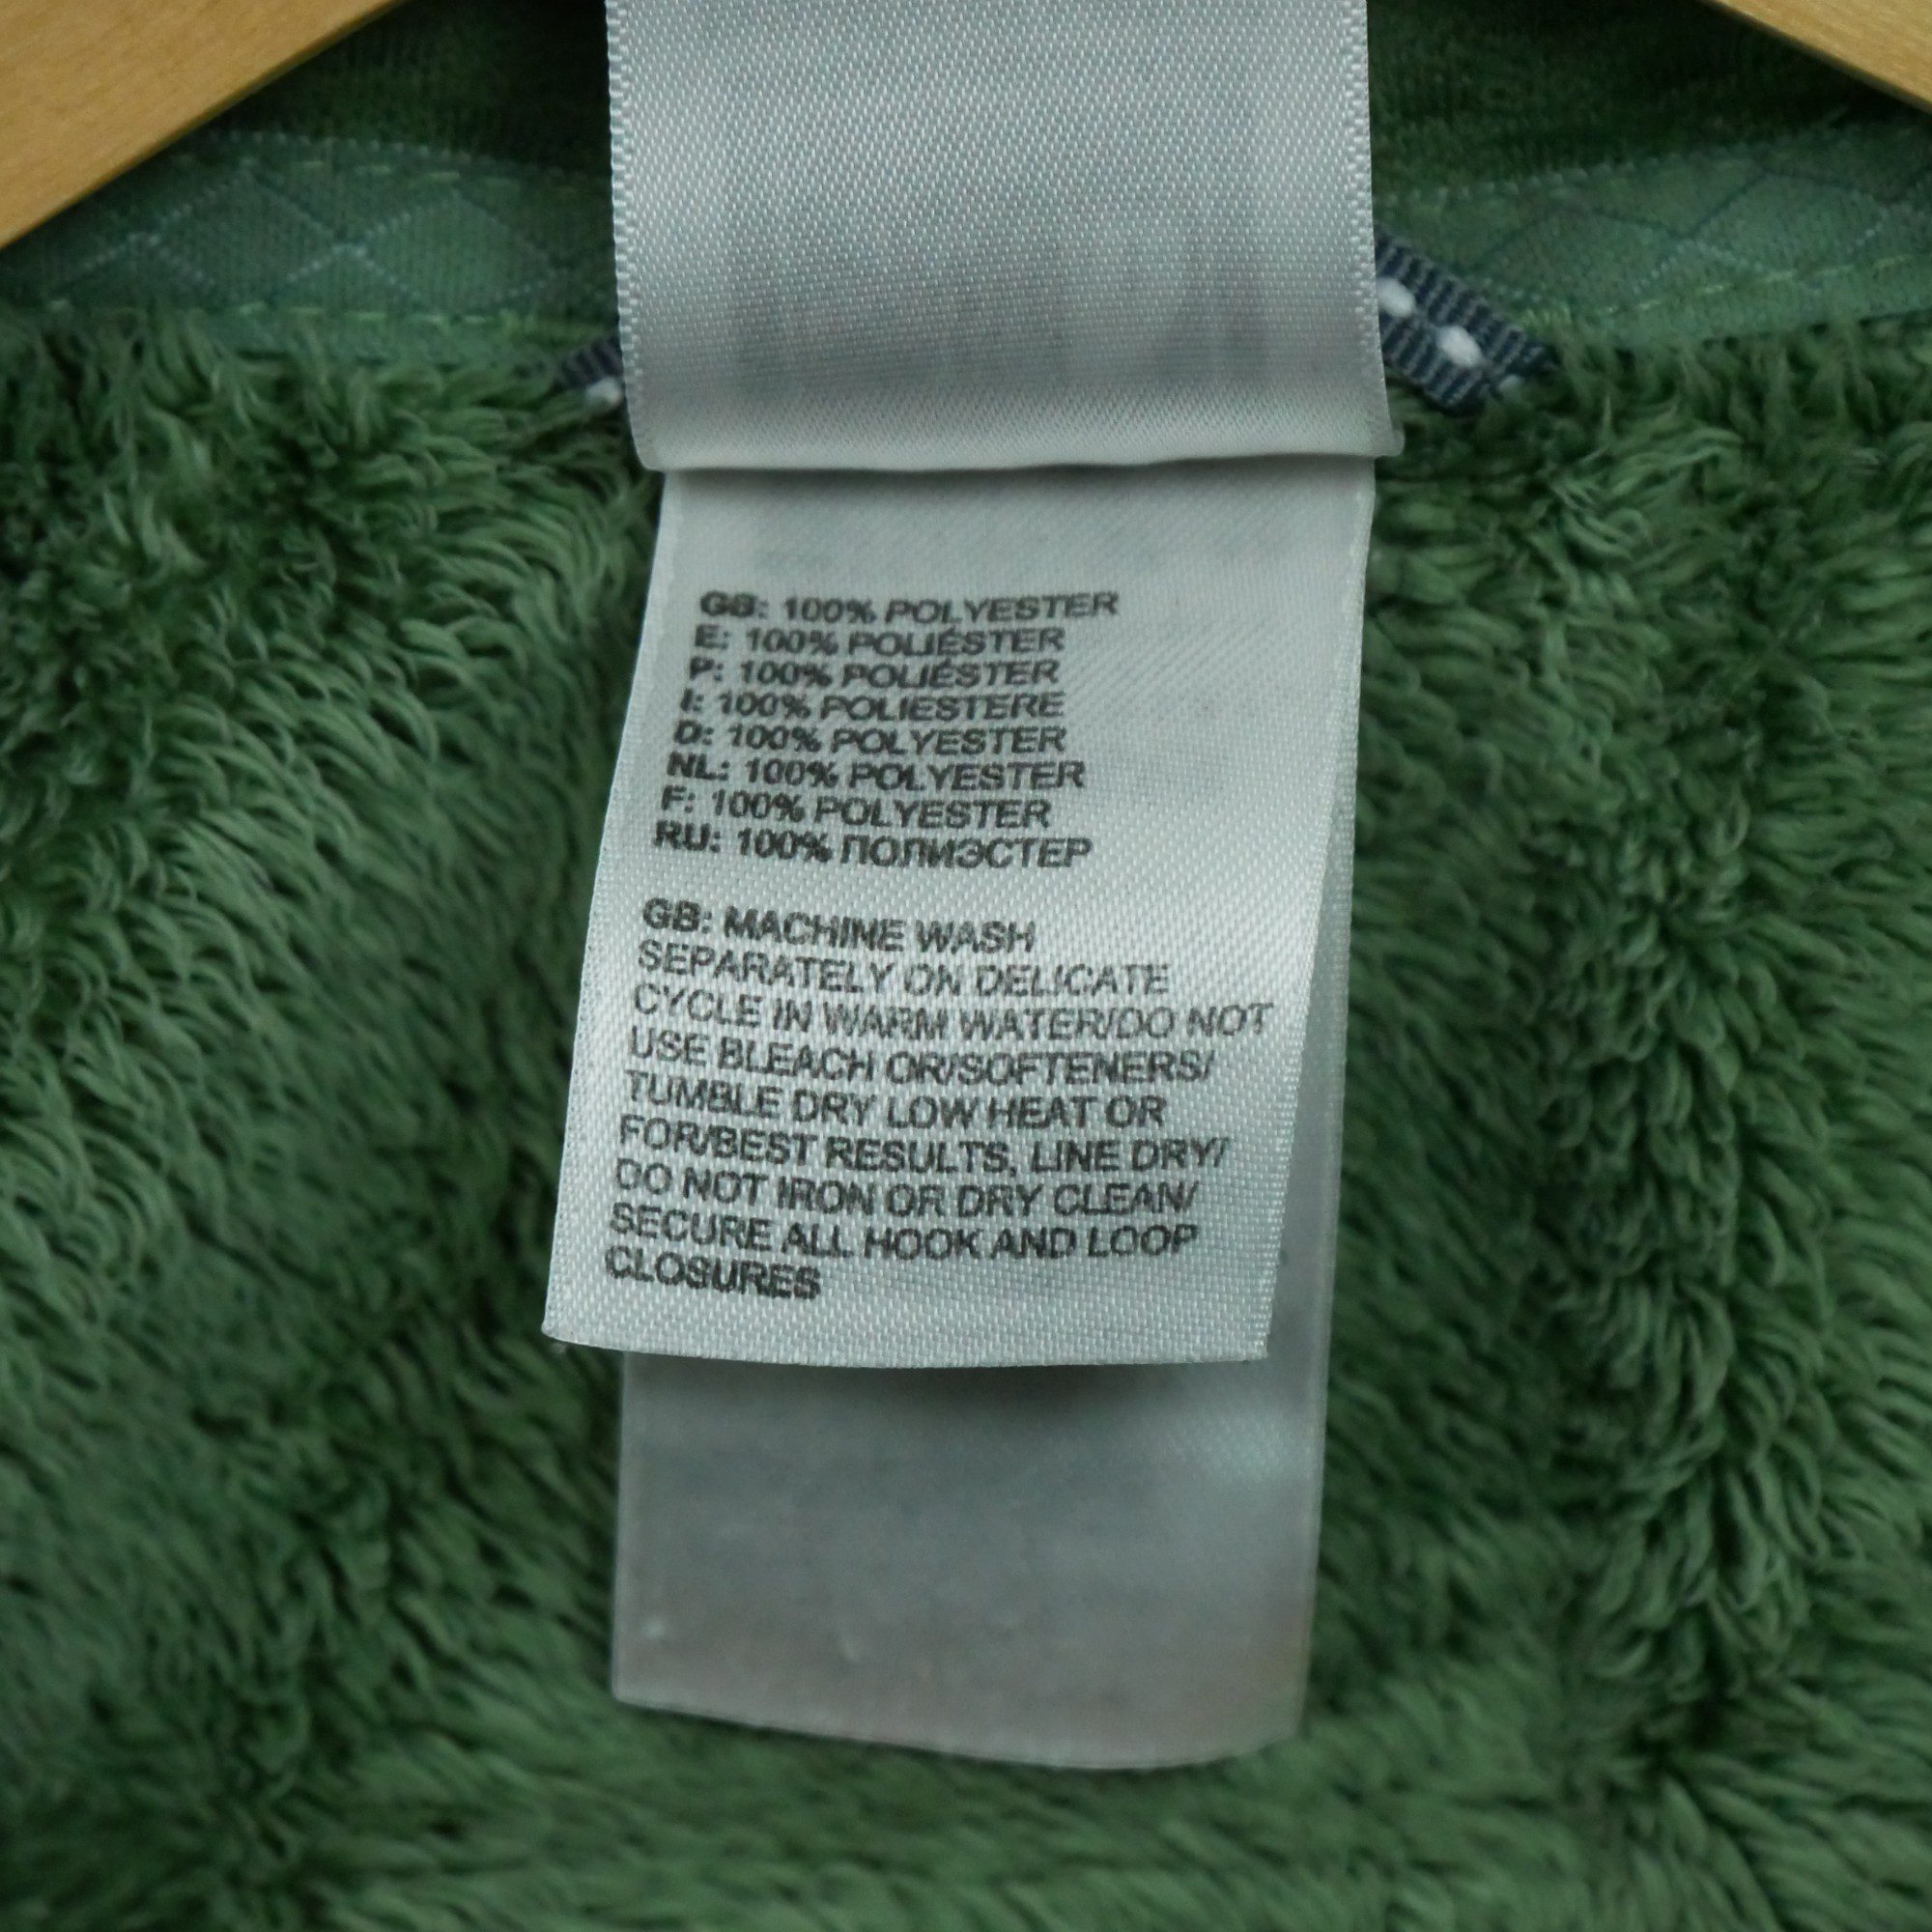 GB: 100% POLYESTER
E: 100% POLIÉSTER
P: 100% POLIÉSTER
I: 100% POLIESTERE
D: 100% POLYESTER
NL: 100% POLYESTER
F: 100% POLYESTER
RU: 100% ПОЛИЭСТЕР
GB: MACHINE WASH
SEPARATELY ON DELICATE
CYCLE IN WARM WATER/DO NOT
USE BLEACH OR/SOFTENERS/
TUMBLE DRY LOW HEAT OR
FOR/BEST RESULTS, LINE DRY/
DO NOT IRON OR DRY CLEAN/
SECURE ALL HOOK AND LOOP
CLOSURES